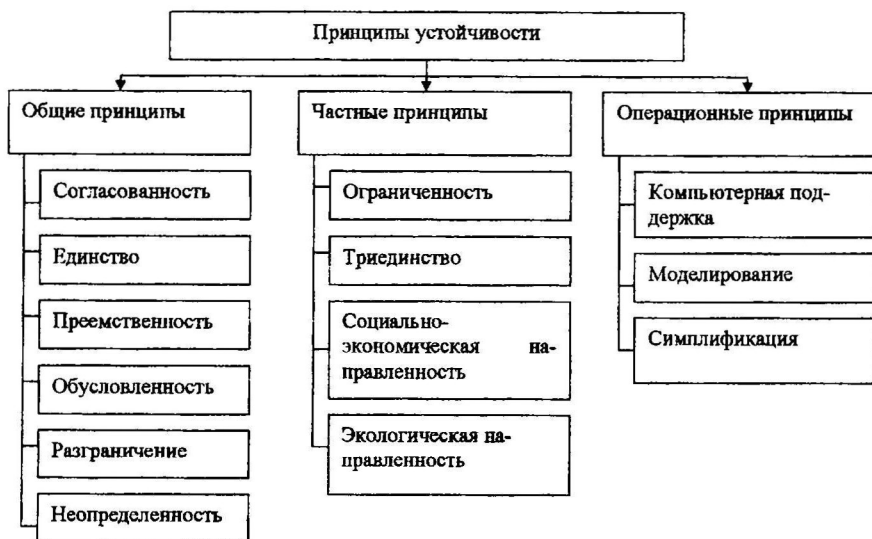 Принципы устойчивости
Общие принципы
Согласованность
Единство
Преемственность
Обусловленность
Разграничение
Неопределенность
Частные принципы
Ограниченность
Триединство
Социально-
экономическая на-
правленность
Экологическая на-
правленность
Операционные принципы
Компьютерная под-
держка
Моделирование
Симплификация